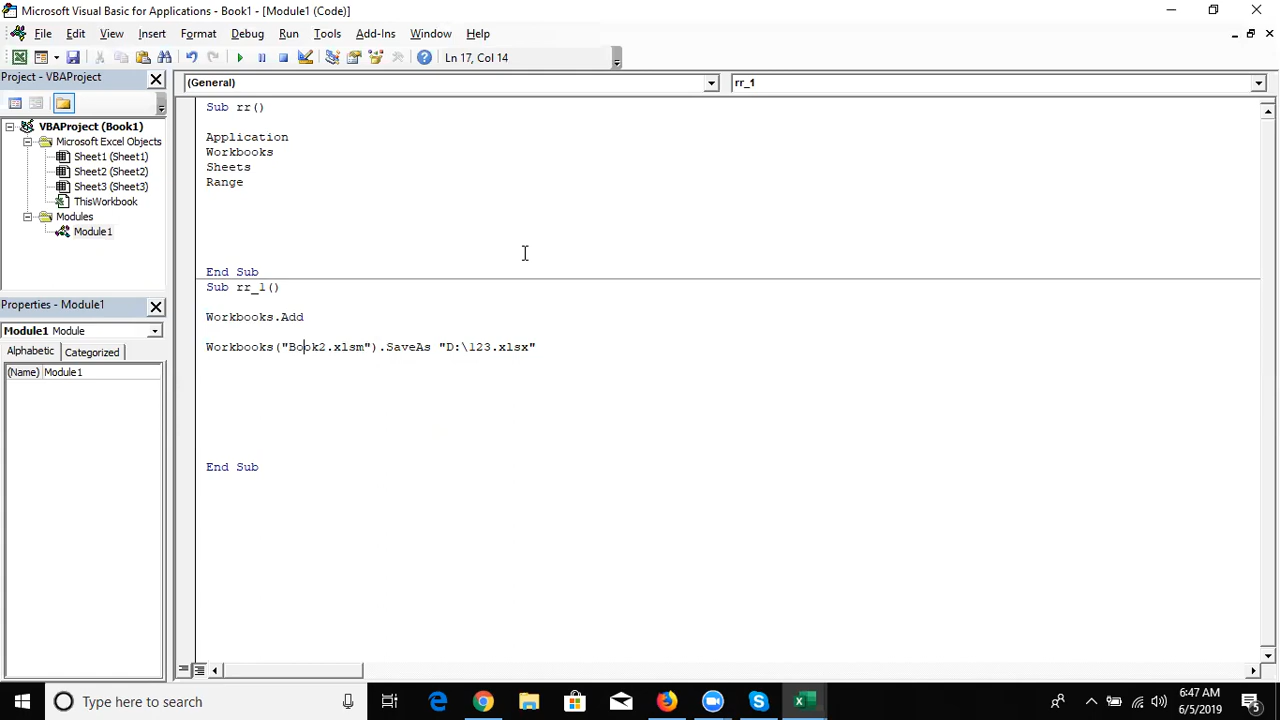 Microsoft Visual Basic for Applications - Book1 - [Module1 (Code)]
File Edit View Insert Format Debug Run Tools Add-Ins Window Help
Ln 17, Col 14
Project - VBAProject
(General) rr_1
VBAProject (Book1)
Microsoft Excel Objects
Sheet1 (Sheet1)
Sheet2 (Sheet2)
Sheet3 (Sheet3)
ThisWorkbook
Modules
Module1
Properties - Module1
Module1 Module
Alphabetic Categorized
(Name) Module1
Sub rr()
Application
Workbooks
Sheets
Range
End Sub
Sub rr_1()
Workbooks.Add
Workbooks("Book2.xlsm").SaveAs "D:\123.xlsx"
End Sub
Type here to search
6:47 AM
6/5/2019
5